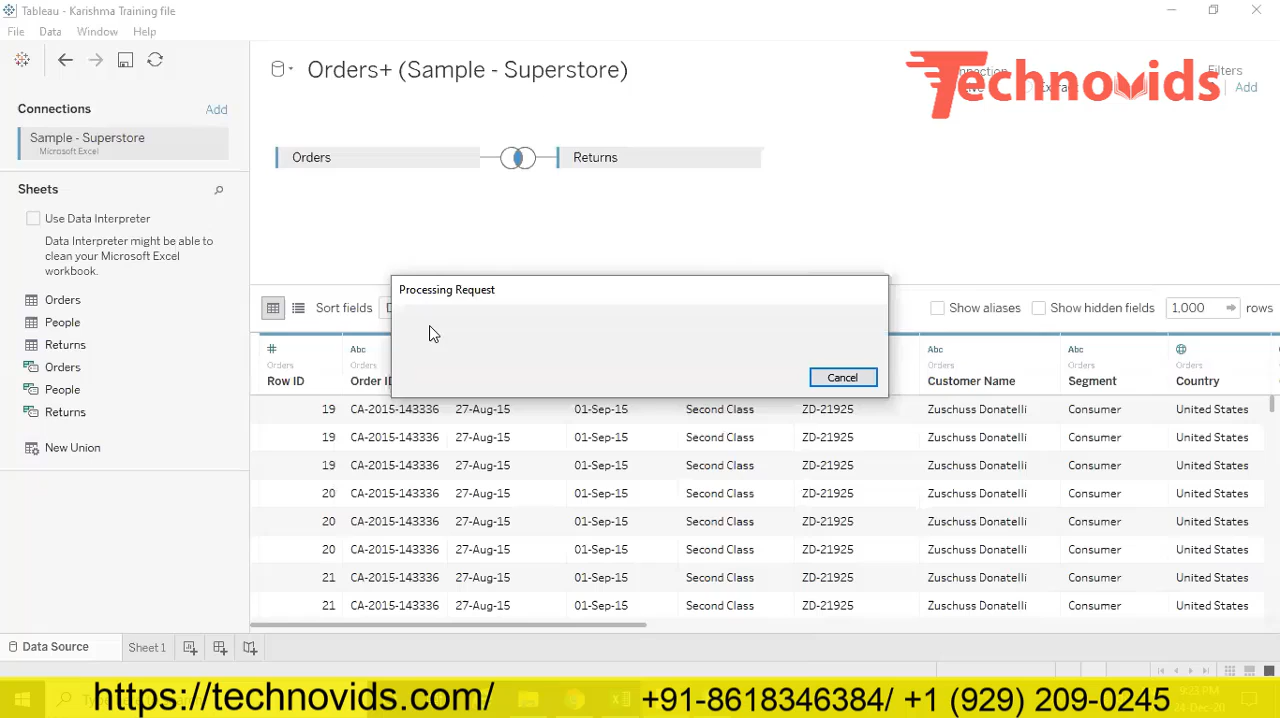 Tableau - Karishma Training file
File Data Window Help
Orders+ (Sample - Superstore)
Connection
Filters
Extract
Add
Technovids
Connections Add
Sample - Superstore
Microsoft Excel
Orders
Returns
Sheets
Use Data Interpreter
Data Interpreter might be able to
clean your Microsoft Excel
workbook.
Orders
People
Returns
Orders
People
Returns
New Union
Processing Request
Cancel
Sort fields
Show aliases Show hidden fields 1,000 rows
# Abc Abc Abc
Orders Orders Orders Orders Orders
Row ID Order ID Customer Name Segment Country
19 CA-2015-143336 27-Aug-15 01-Sep-15 Second Class ZD-21925 Zuschuss Donatelli Consumer United States
19 CA-2015-143336 27-Aug-15 01-Sep-15 Second Class ZD-21925 Zuschuss Donatelli Consumer United States
19 CA-2015-143336 27-Aug-15 01-Sep-15 Second Class ZD-21925 Zuschuss Donatelli Consumer United States
20 CA-2015-143336 27-Aug-15 01-Sep-15 Second Class ZD-21925 Zuschuss Donatelli Consumer United States
20 CA-2015-143336 27-Aug-15 01-Sep-15 Second Class ZD-21925 Zuschuss Donatelli Consumer United States
20 CA-2015-143336 27-Aug-15 01-Sep-15 Second Class ZD-21925 Zuschuss Donatelli Consumer United States
21 CA-2015-143336 27-Aug-15 01-Sep-15 Second Class ZD-21925 Zuschuss Donatelli Consumer United States
21 CA-2015-143336 27-Aug-15 01-Sep-15 Second Class ZD-21925 Zuschuss Donatelli Consumer United States
Data Source Sheet 1
https://technovids.com/ +91-8618346384/ +1 (929) 209-0245